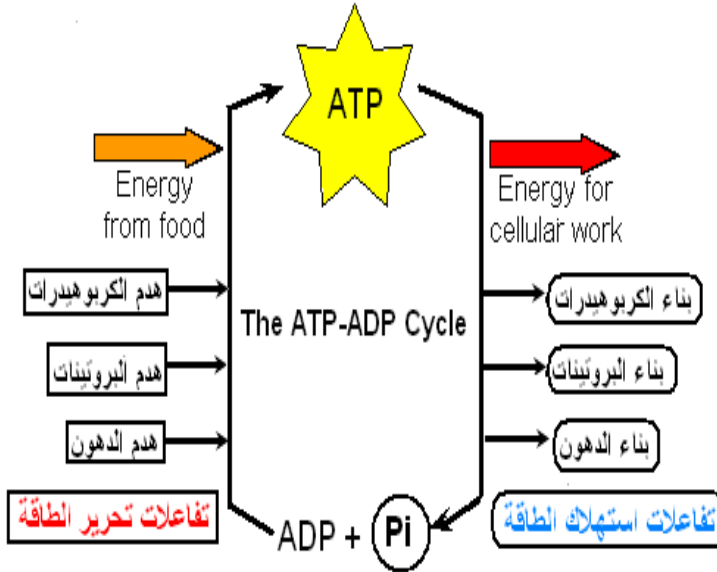 ATP
Energy
from food
Energy for
cellular work
هدم الكربوهيدرات
بناء الكربوهيدرات
The ATP-ADP Cycle
هدم البروتينات
بناء البروتينات
هدم الدهون
بناء الدهون
تفاعلات تحرير الطاقة
ADP + Pi
تفاعلات استهلاك الطاقة